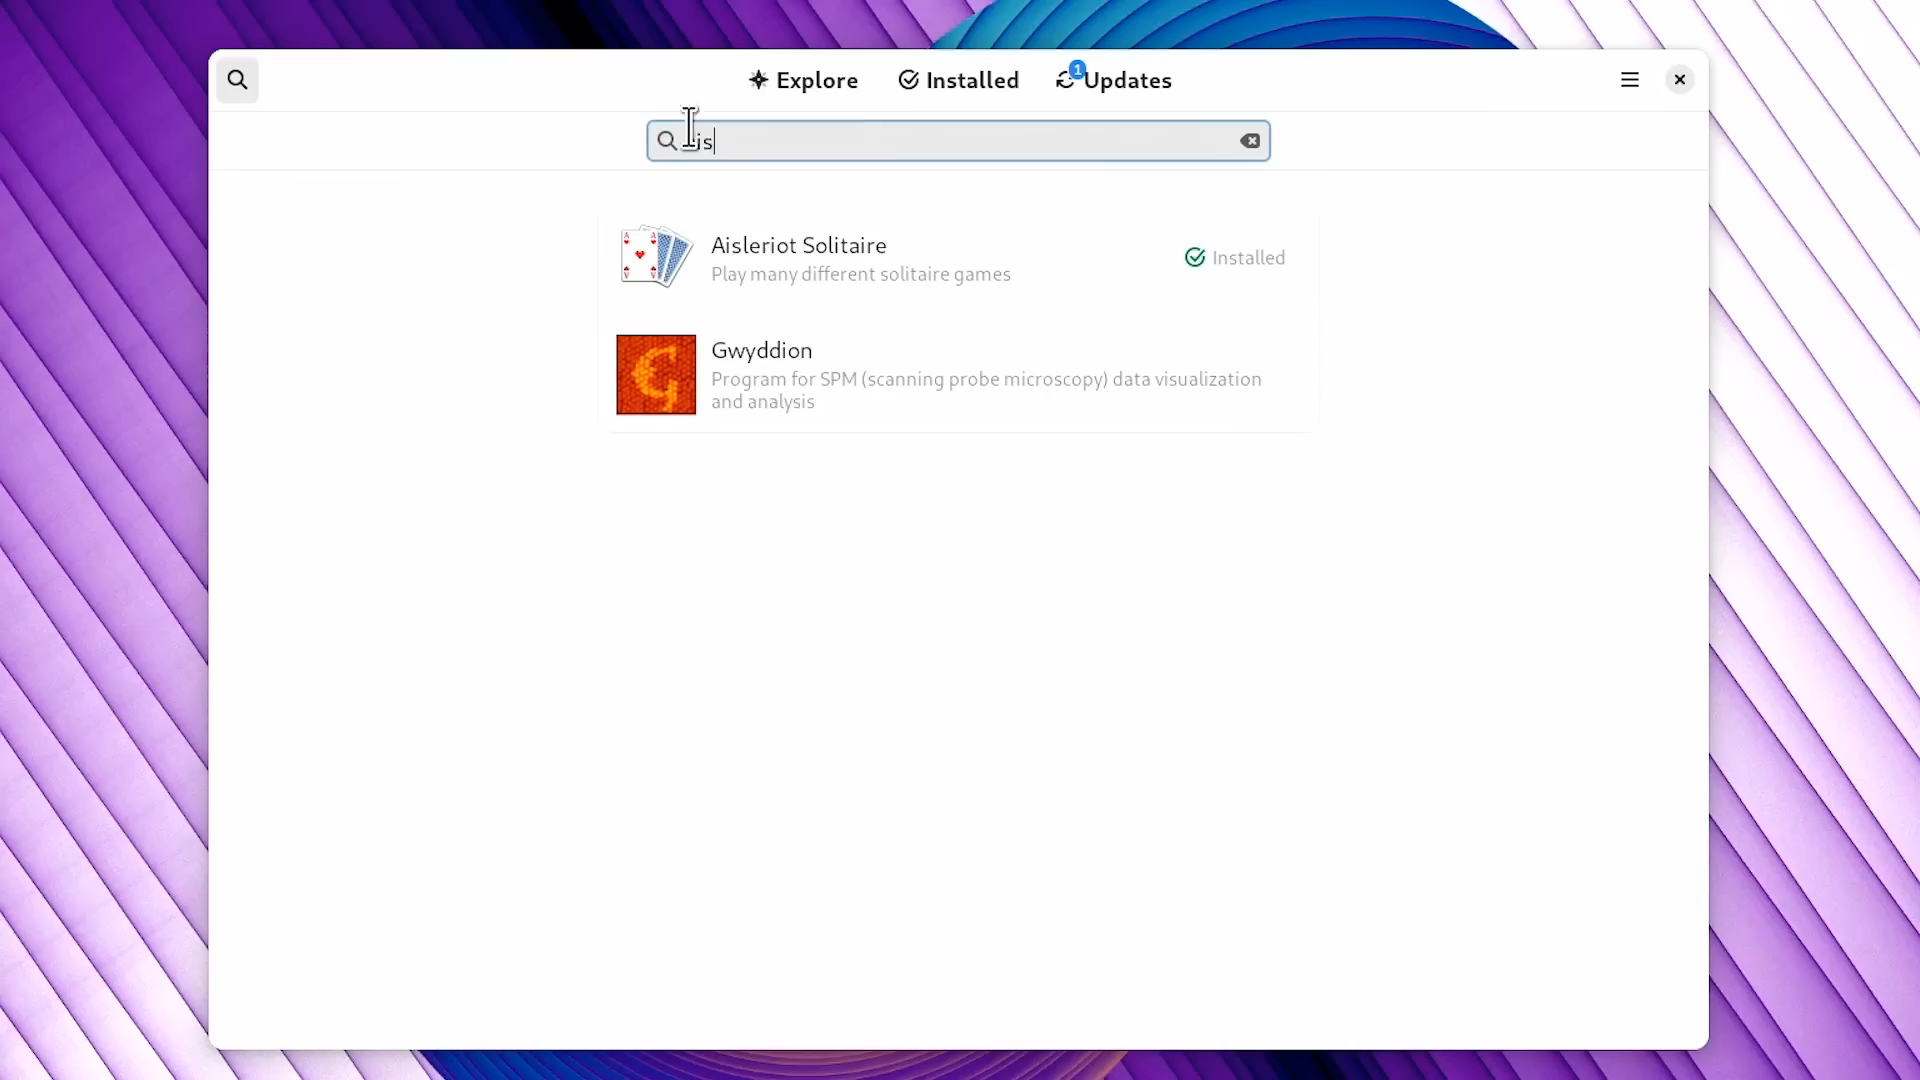 Explore
Installed
1
Updates
Aisleriot Solitaire
Play many different solitaire games
Installed
Gwyddion
Program for SPM (scanning probe microscopy) data visualization
and analysis